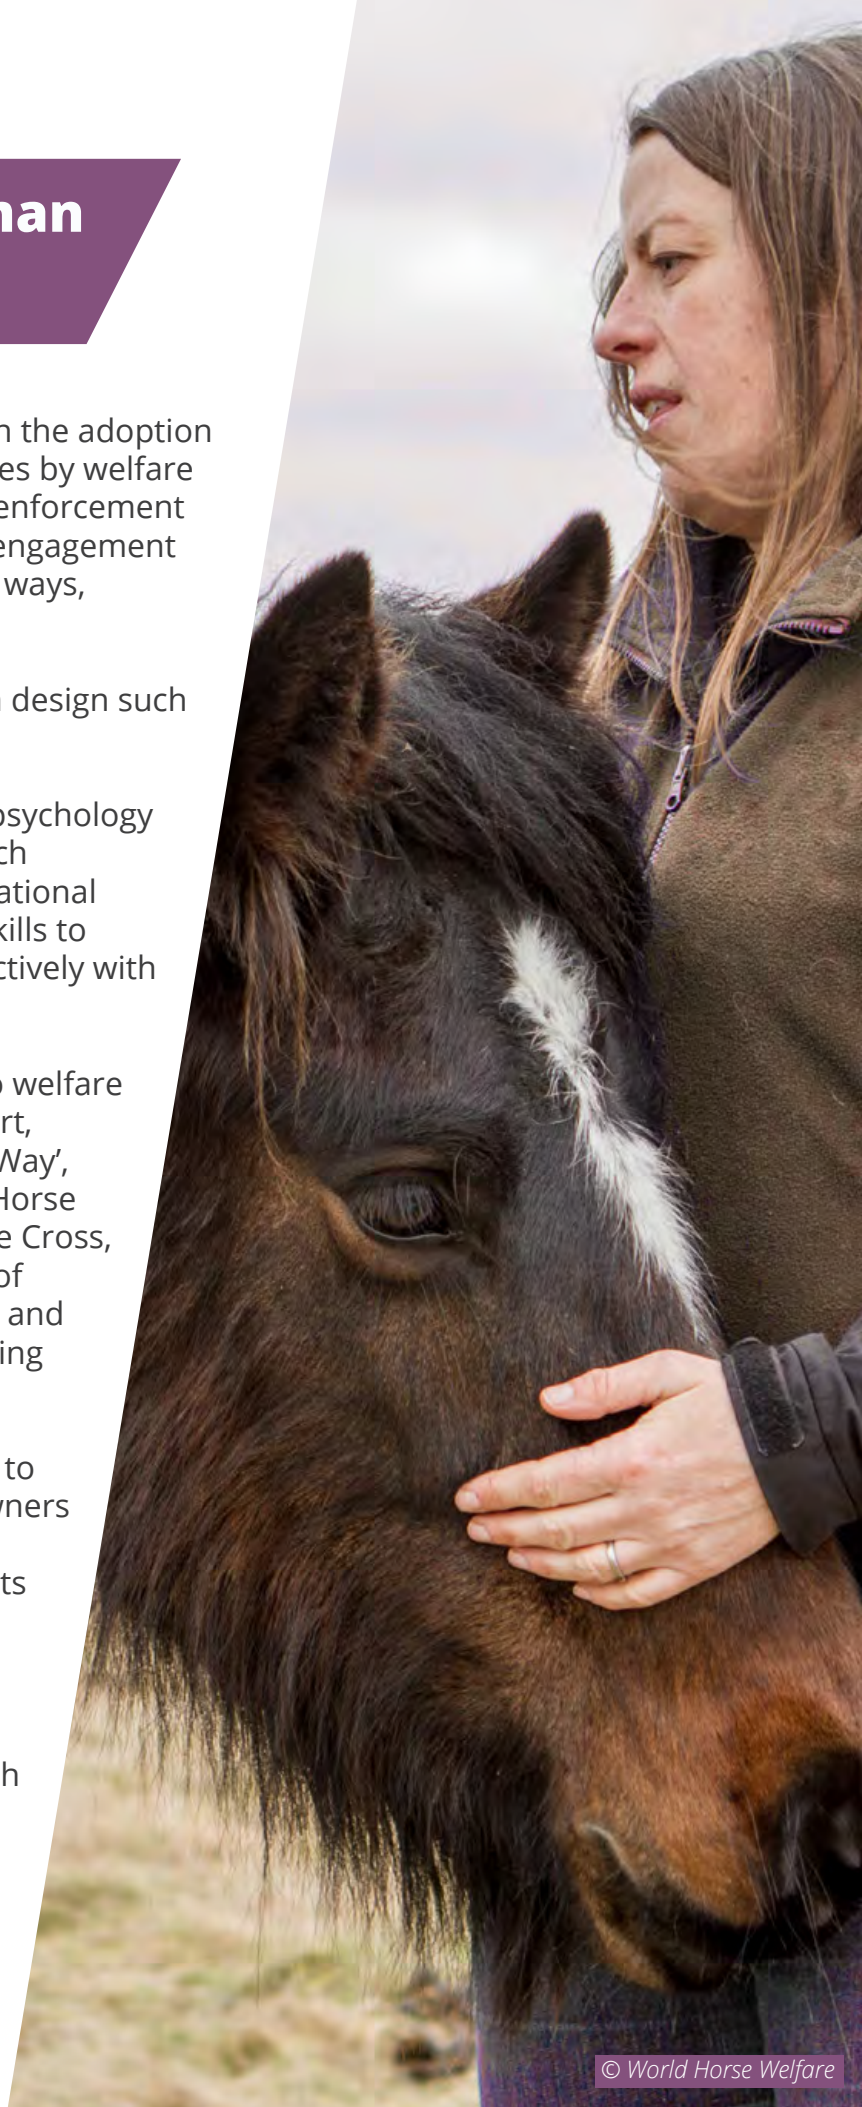 nan
n the adoption
es by welfare
enforcement
engagement
ways,
design such
psychology
ch
ational
kills to
ctively with
welfare
rt,
Way’,
Horse
e Cross,
of
and
ing
to
wners
ts
h
© World Horse Welfare